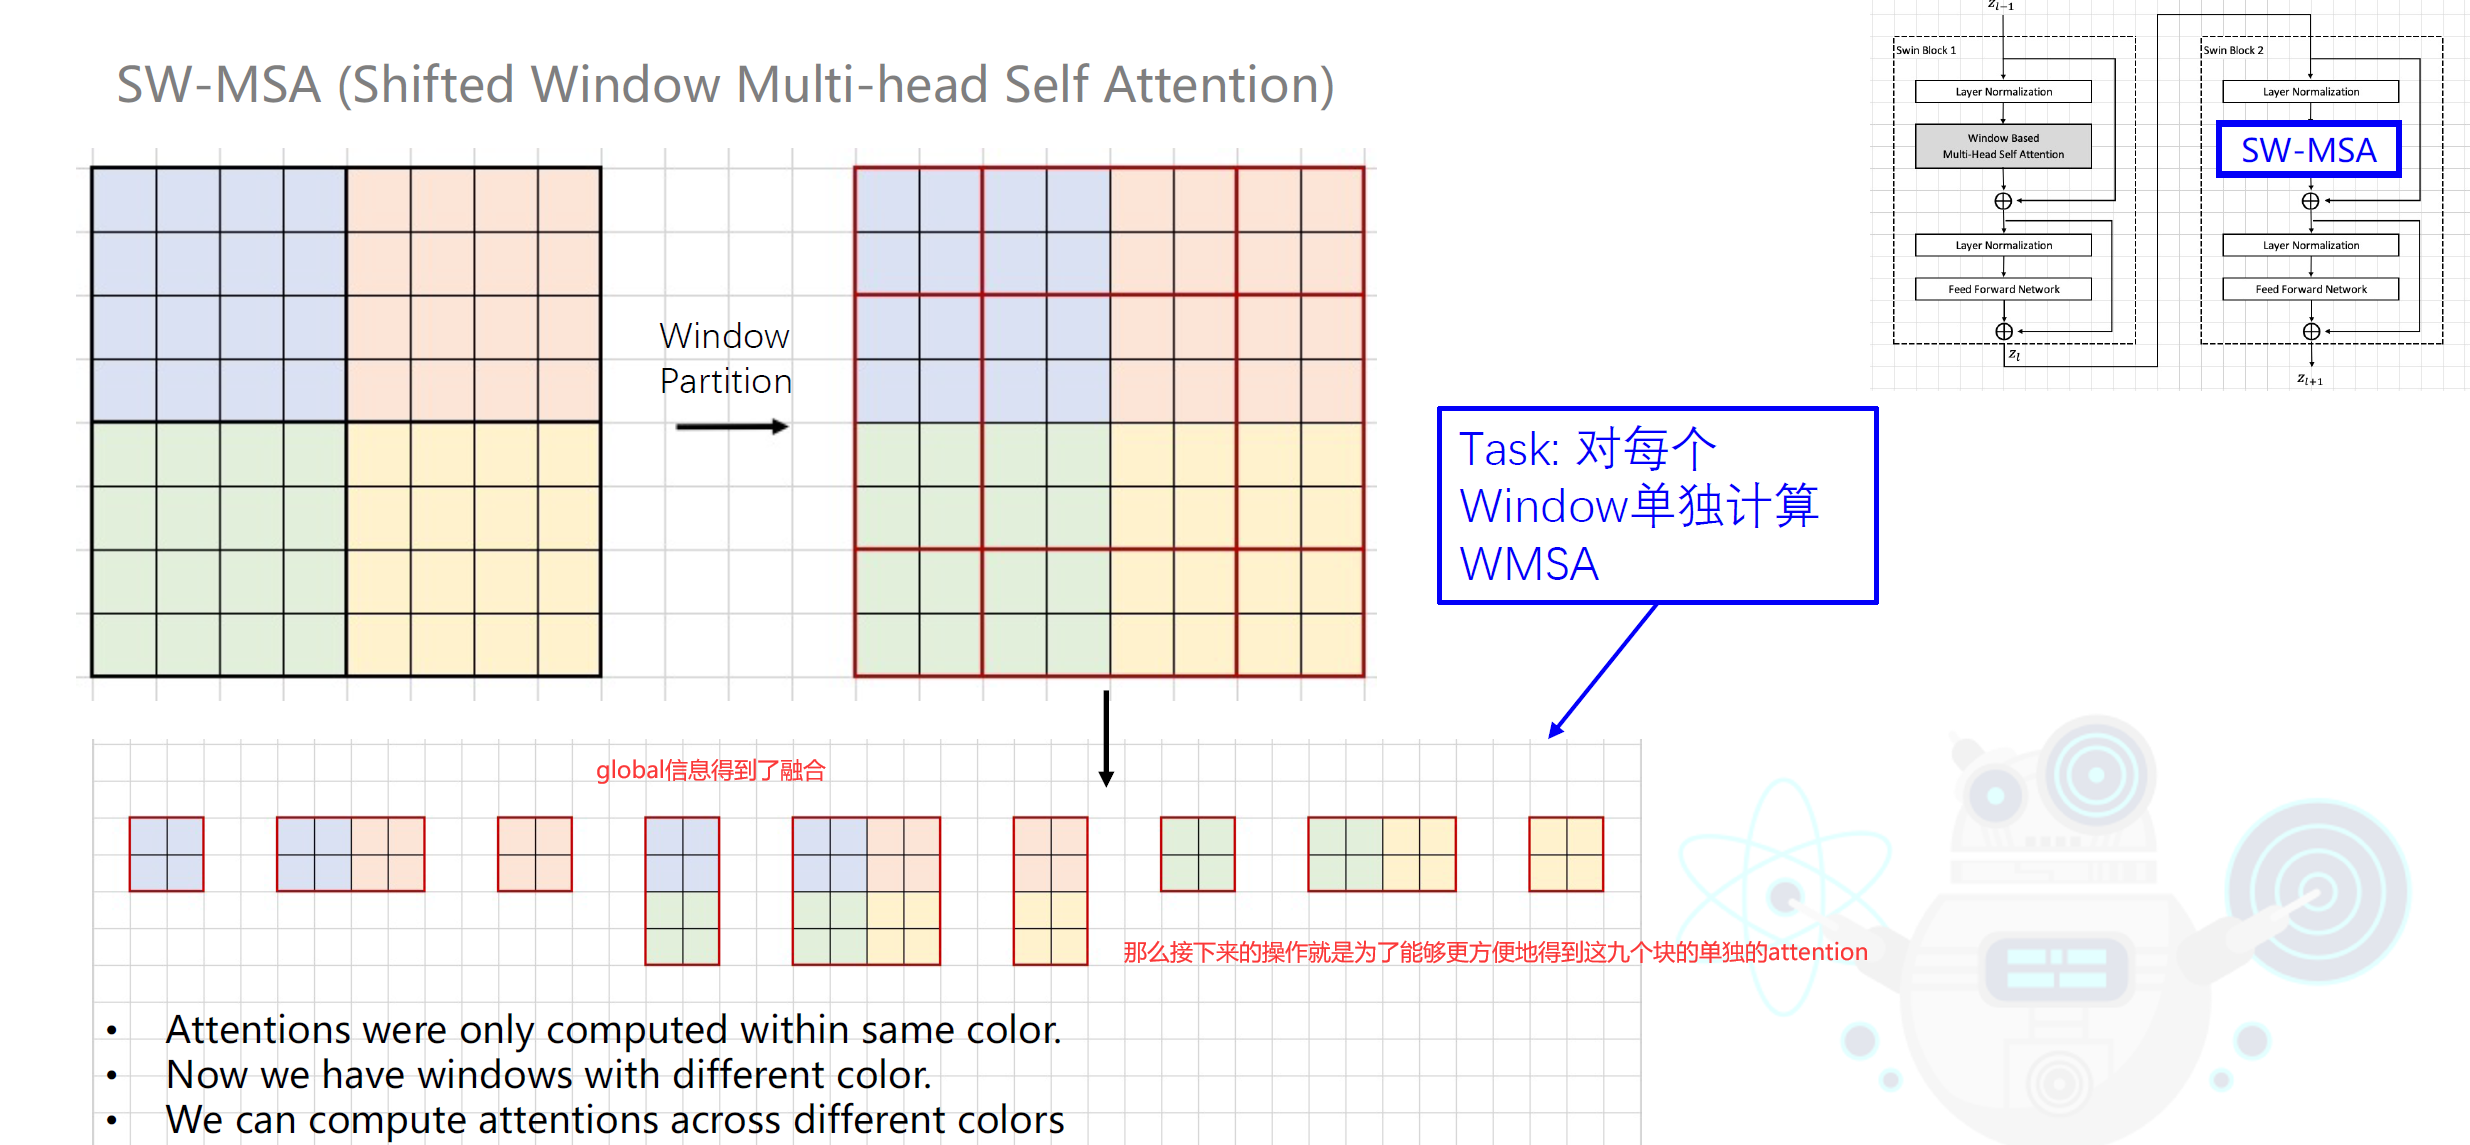 SW-MSA (Shifted Window Multi-head Self Attention)
Window
Partition
z_{l-1}
Swin Block 1
Layer Normalization
Window Based
Multi-Head Self Attention
Layer Normalization
Feed Forward Network
z_l
Swin Block 2
Layer Normalization
SW-MSA
Layer Normalization
Feed Forward Network
z_{l+1}
Task: 对每个
Window单独计算
WMSA
global信息得到了融合
那么接下来的操作就是为了能够更方便地得到这九个块的单独的attention
• Attentions were only computed within same color.
• Now we have windows with different color.
• We can compute attentions across different colors